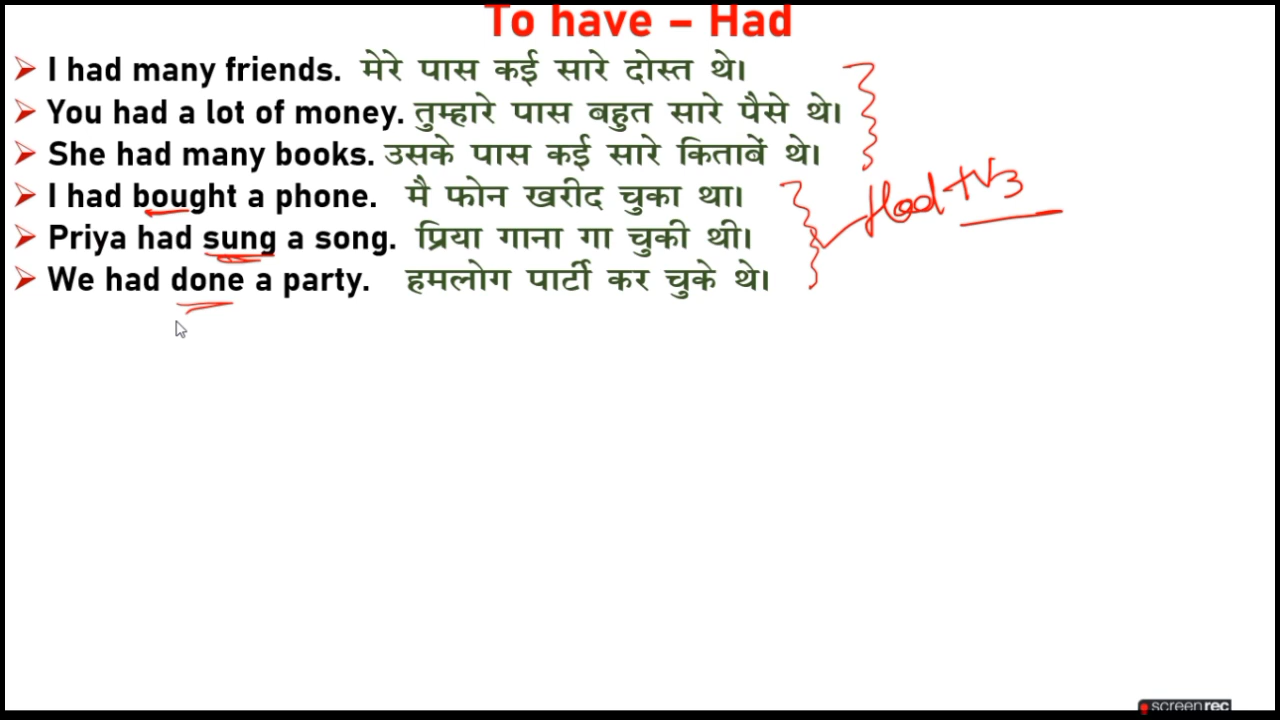 To have – Had
➢ I had many friends. मेरे पास कई सारे दोस्त थे।
➢ You had a lot of money. तुम्हारे पास बहुत सारे पैसे थे।
➢ She had many books. उसके पास कई सारे किताबें थे।
➢ I had bought a phone. मै फोन खरीद चुका था।
➢ Priya had sung a song. प्रिया गाना गा चुकी थी।
➢ We had done a party. हमलोग पार्टी कर चुके थे।
Had + V3
screenrec